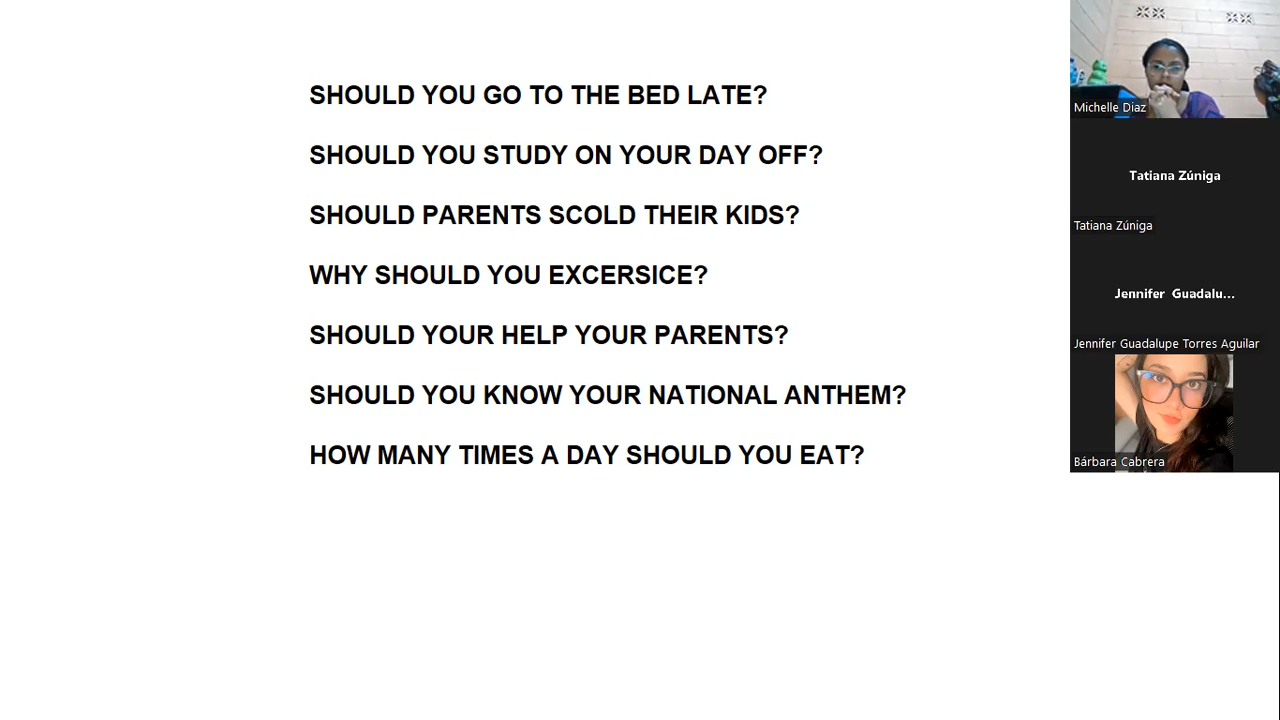 SHOULD YOU GO TO THE BED LATE?
SHOULD YOU STUDY ON YOUR DAY OFF?
SHOULD PARENTS SCOLD THEIR KIDS?
WHY SHOULD YOU EXCERSICE?
SHOULD YOUR HELP YOUR PARENTS?
SHOULD YOU KNOW YOUR NATIONAL ANTHEM?
HOW MANY TIMES A DAY SHOULD YOU EAT?
Michelle Diaz
Tatiana Zúniga
Tatiana Zúniga
Jennifer Guadalu...
Jennifer Guadalupe Torres Aguilar
Bárbara Cabrera